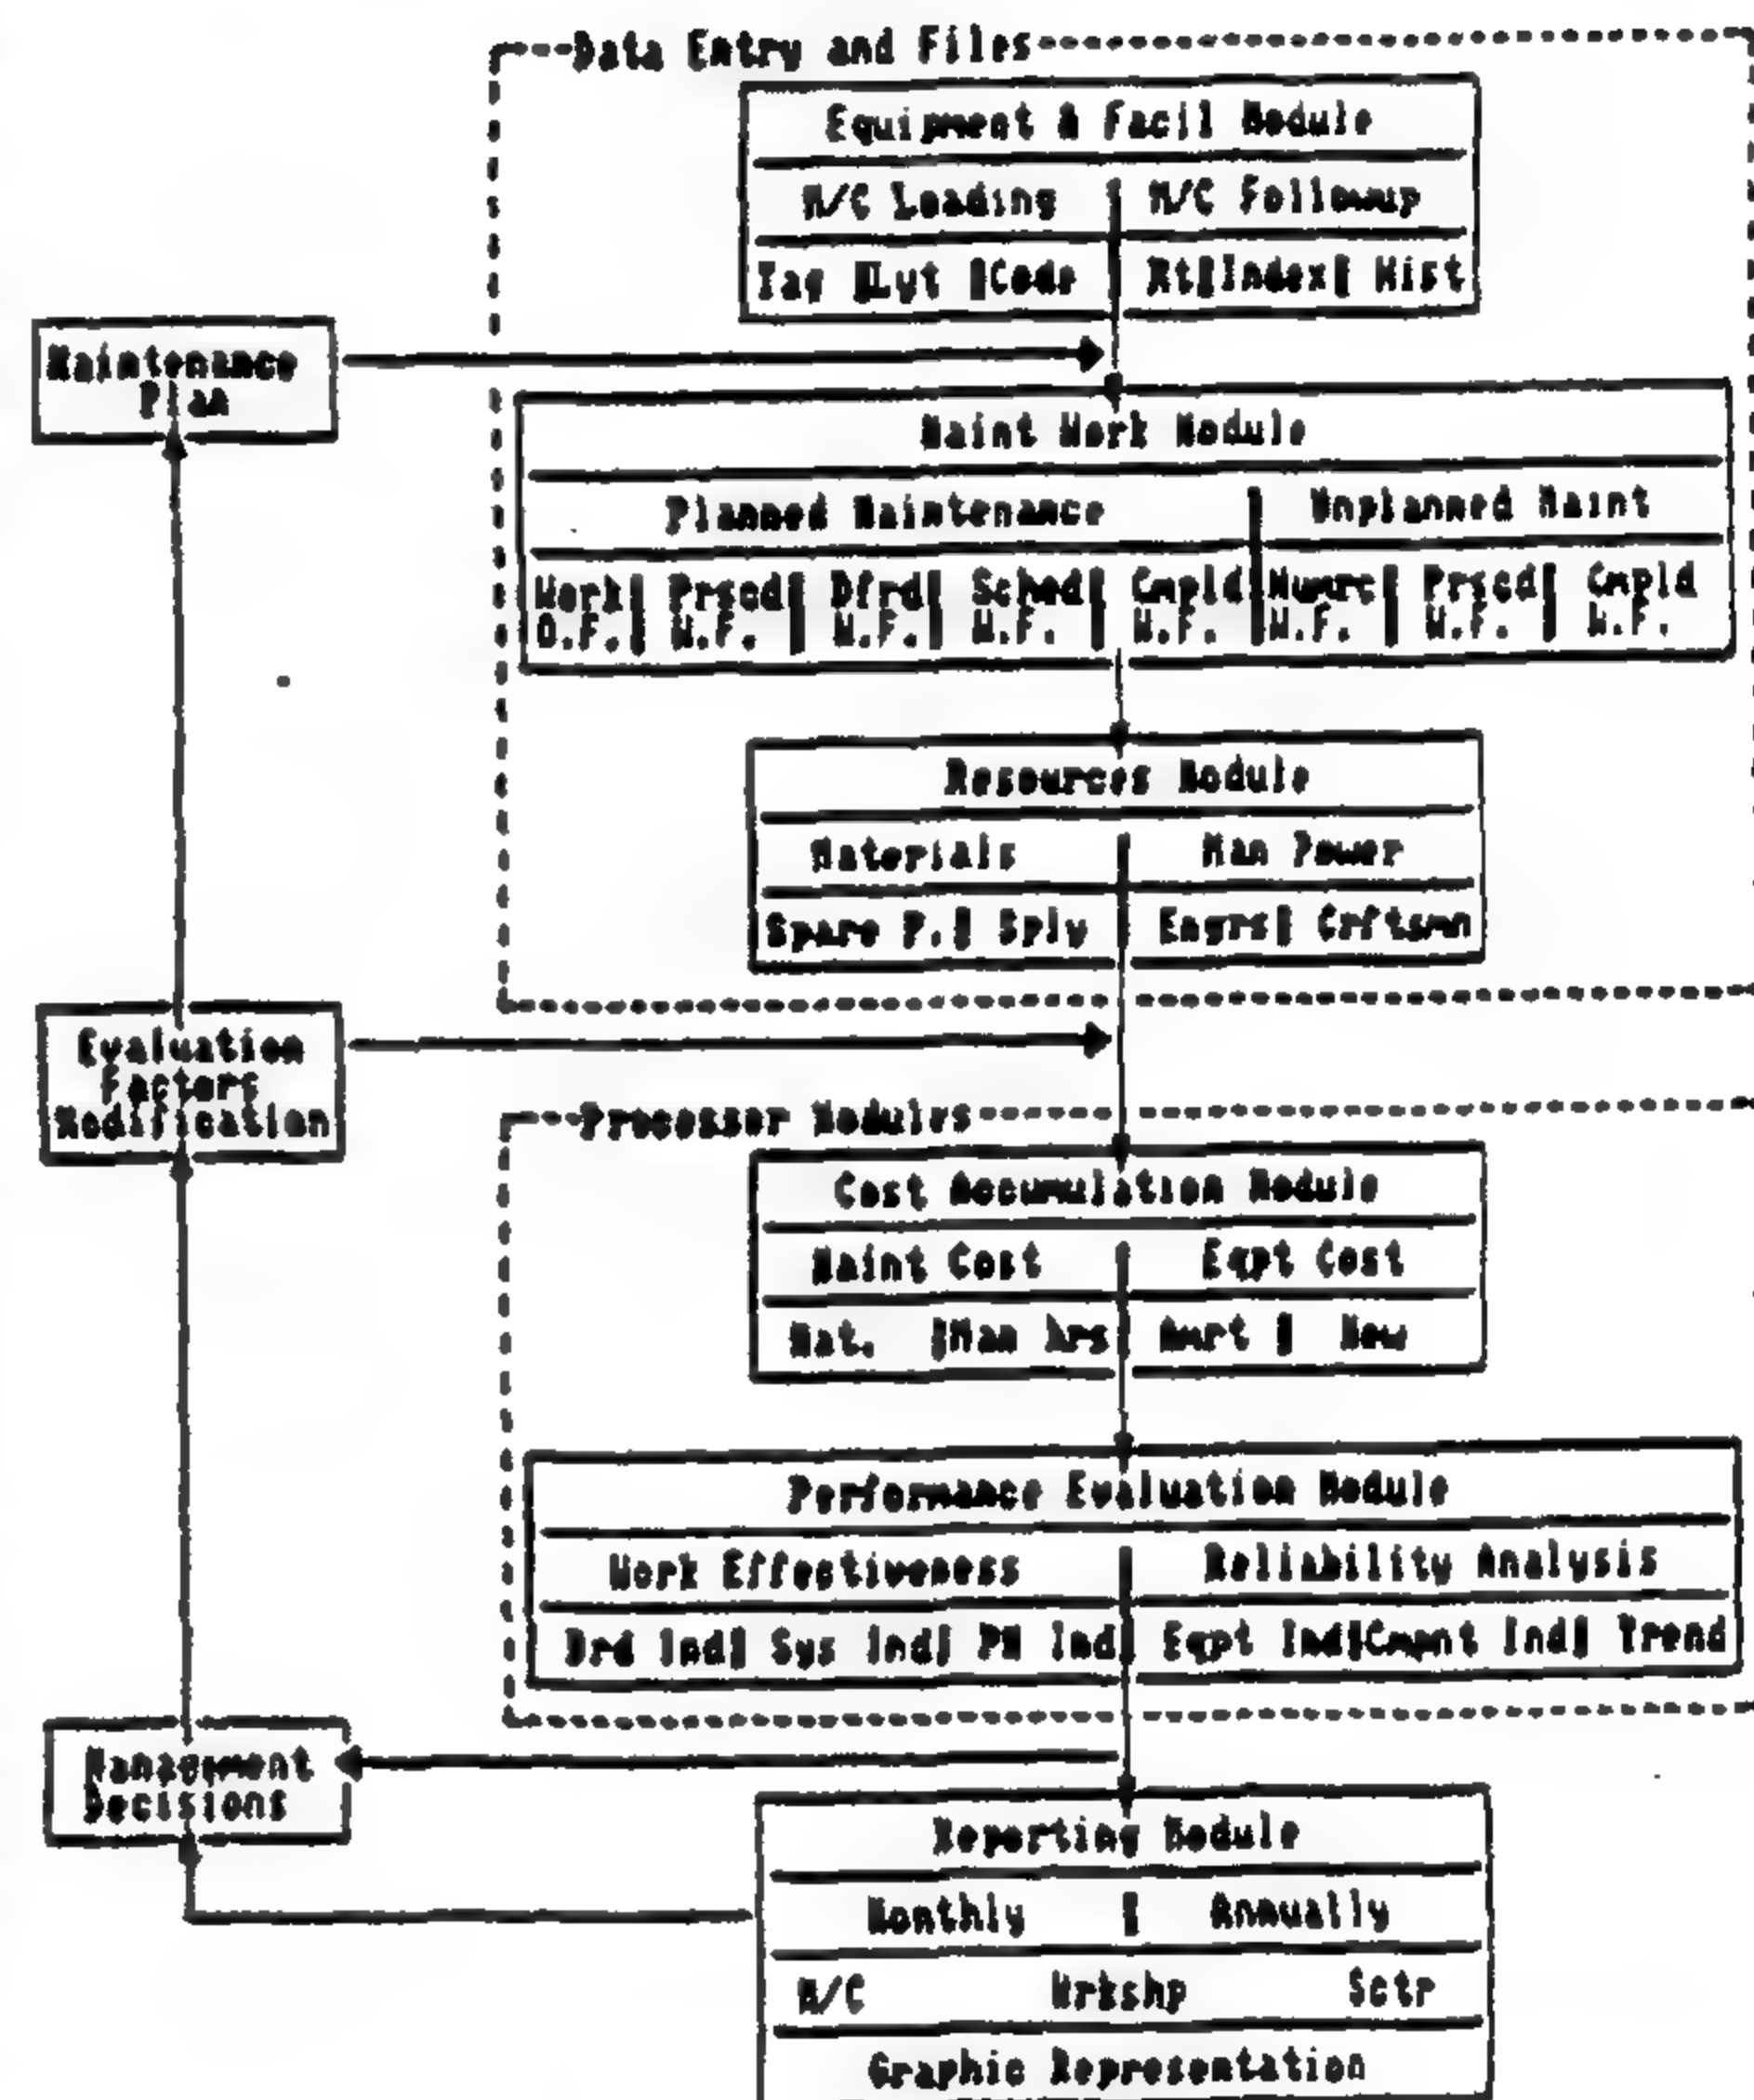 Data Entry and Files
Equipment & Facil Module
M/C Loading | M/C Followup
Tag | Lyt | Code | Rt | Index | Hist
Maintenance
Plan
Maint Work Module
Planned Maintenance | Unplanned Maint
Work | Prscd | Dfrd | Sched | Cmpld | | Prscd | Cmpld
O.F. | W.F. | W.F. | W.F. | W.F. | W.F. | W.F. | W.F.
Resources Module
Materials | Man Power
Spare P. | Sply | Engrs | Crftsmn
Evaluation
Factors
Modification
Processor Modules
Cost Accumulation Module
Maint Cost | Eqpt Cost
Mat. | Man hrs | Amrt | New
Performance Evaluation Module
Work Effectiveness | Reliability Analysis
Ind | Sys Ind | PM Ind | Eqpt Ind | Cmpnt Ind | Trend
Management
Decisions
Reporting Module
Monthly | Annually
M/C Wrkshp Sctr
Graphic Representation